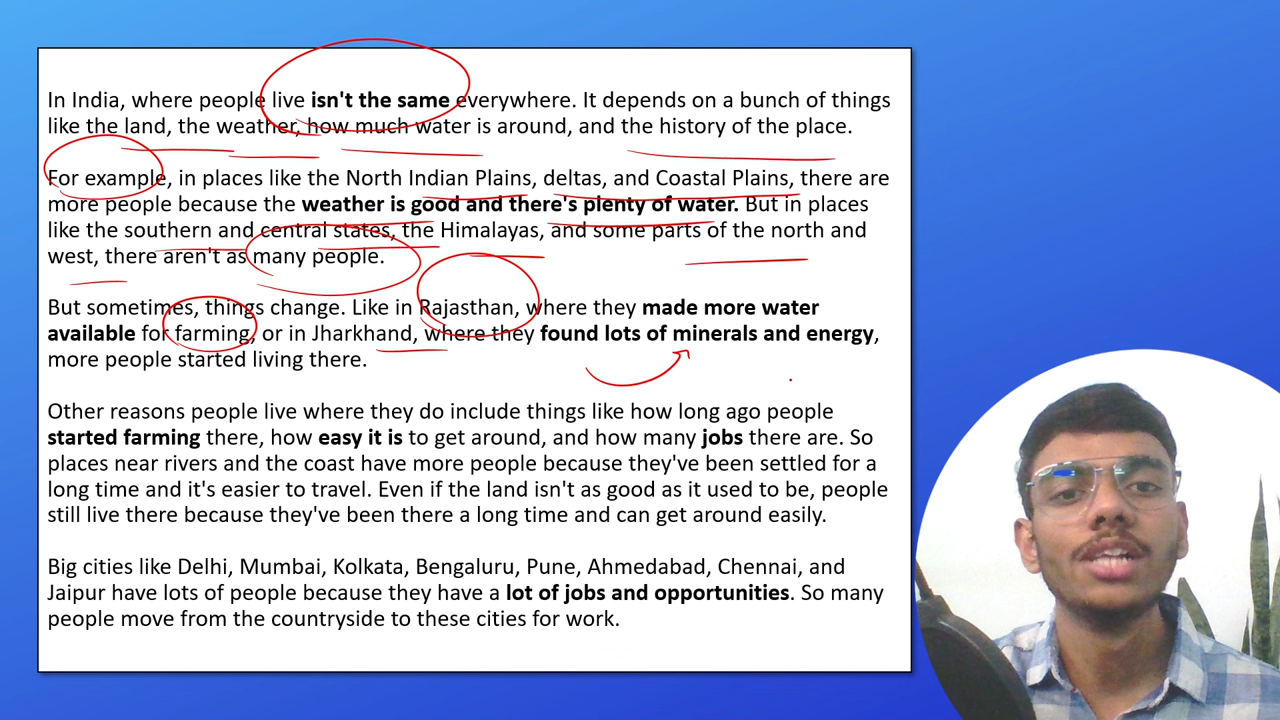 In India, where people live isn't the same everywhere. It depends on a bunch of things
like the land, the weather, how much water is around, and the history of the place.
For example, in places like the North Indian Plains, deltas, and Coastal Plains, there are
more people because the weather is good and there's plenty of water. But in places
like the southern and central states, the Himalayas, and some parts of the north and
west, there aren't as many people.
But sometimes, things change. Like in Rajasthan, where they made more water
available for farming, or in Jharkhand, where they found lots of minerals and energy,
more people started living there.
Other reasons people live where they do include things like how long ago people
started farming there, how easy it is to get around, and how many jobs there are. So
places near rivers and the coast have more people because they've been settled for a
long time and it's easier to travel. Even if the land isn't as good as it used to be, people
still live there because they've been there a long time and can get around easily.
Big cities like Delhi, Mumbai, Kolkata, Bengaluru, Pune, Ahmedabad, Chennai, and
Jaipur have lots of people because they have a lot of jobs and opportunities. So many
people move from the countryside to these cities for work.